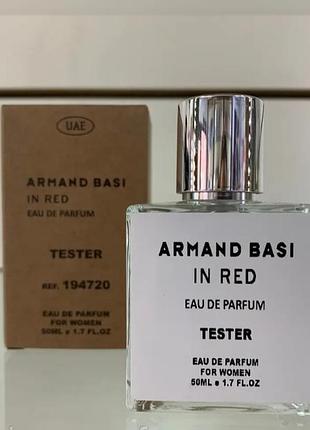 UAE
ARMAND BASI
IN RED
EAU DE PARFUM
TESTER
REF. 194720
EAU DE PARFUM
FOR WOMEN
50ML e 1.7 FL.OZ
ARMAND BASI
IN RED
EAU DE PARFUM
TESTER
EAU DE PARFUM
FOR WOMEN
50ML e 1.7 FL.OZ